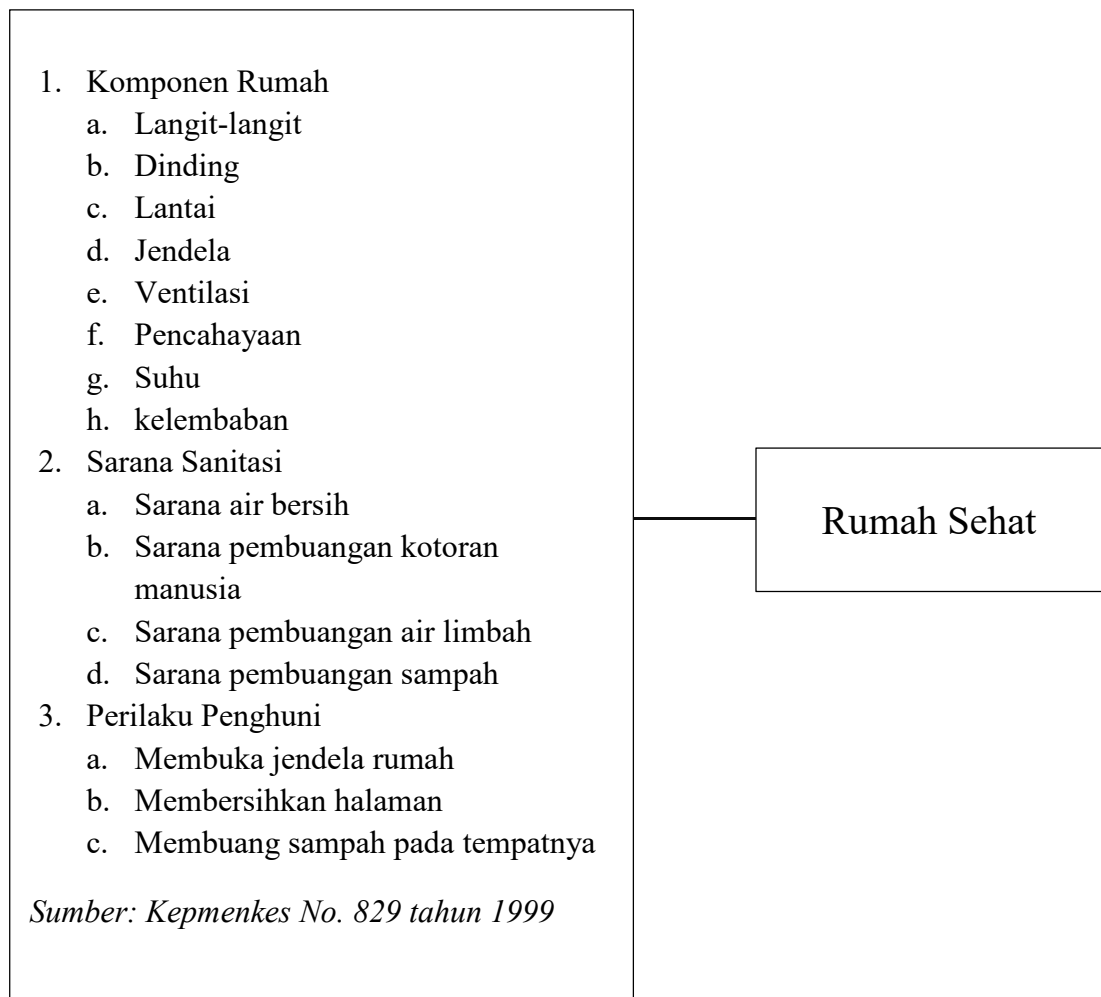 1. Komponen Rumah
a. Langit-langit
b. Dinding
c. Lantai
d. Jendela
e. Ventilasi
f. Pencahayaan
g. Suhu
h. kelembaban
2. Sarana Sanitasi
a. Sarana air bersih
b. Sarana pembuangan kotoran
manusia
c. Sarana pembuangan air limbah
d. Sarana pembuangan sampah
3. Perilaku Penghuni
a. Membuka jendela rumah
b. Membersihkan halaman
c. Membuang sampah pada tempatnya
Sumber: Kepmenkes No. 829 tahun 1999
Rumah Sehat